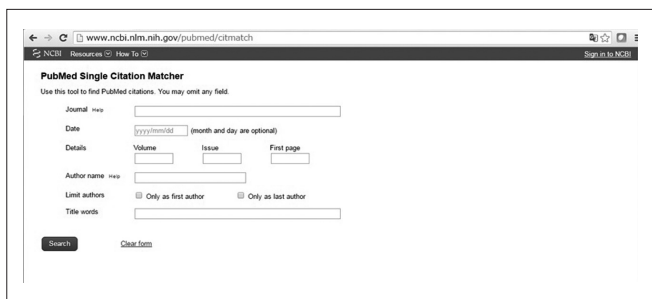 www.ncbi.nlm.nih.gov/pubmed/citmatch
NCBI Resources How To Sign in to NCBI
PubMed Single Citation Matcher
Use this tool to find PubMed citations. You may omit any field.
Journal Help
Date yyyy/mm/dd (month and day are optional)
Details Volume Issue First page
Author name Help
Limit authors Only as first author Only as last author
Title words
Search Clear form